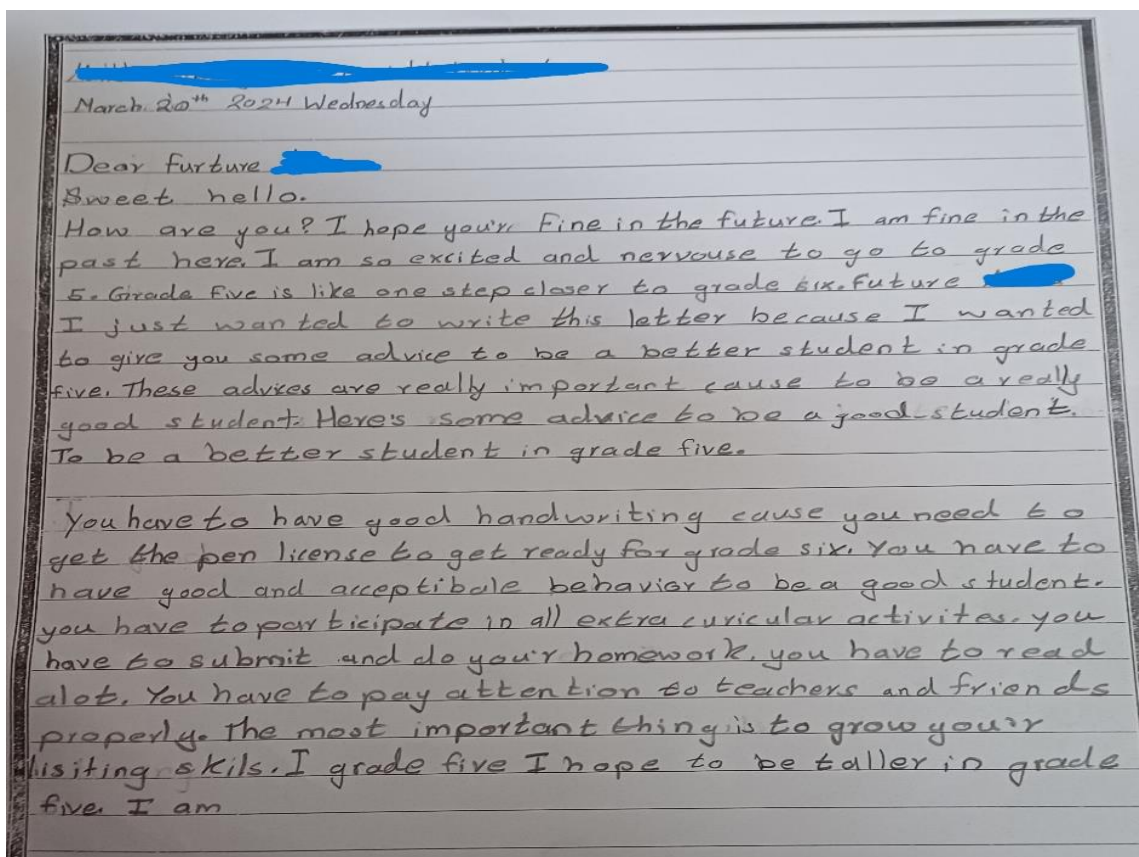 March 20th 2024 Wednesday
Dear furture
Sweet hello.
How are you? I hope you'r Fine in the future. I am fine in the
past here. I am so excited and nervouse to go to grade
5. Grade five is like one step closer to grade six. Future
I just wanted to write this letter because I wanted
to give you some advice to be a better student in grade
five. These advices are really important cause to be a really
good student. Here's some advice to be a good student.
To be a better student in grade five.
You have to have good handwriting cause you need to
get the pen license to get ready for grade six. You have to
have good and acceptibale behavior to be a good student.
you have to participate in all extra curicular activites. you
have to submit and do you'r homework. you have to read
alot. You have to pay attention to teachers and friends
properly. The most important thing is to grow you'r
lisiting skils. I grade five I hope to be taller in grade
five. I am